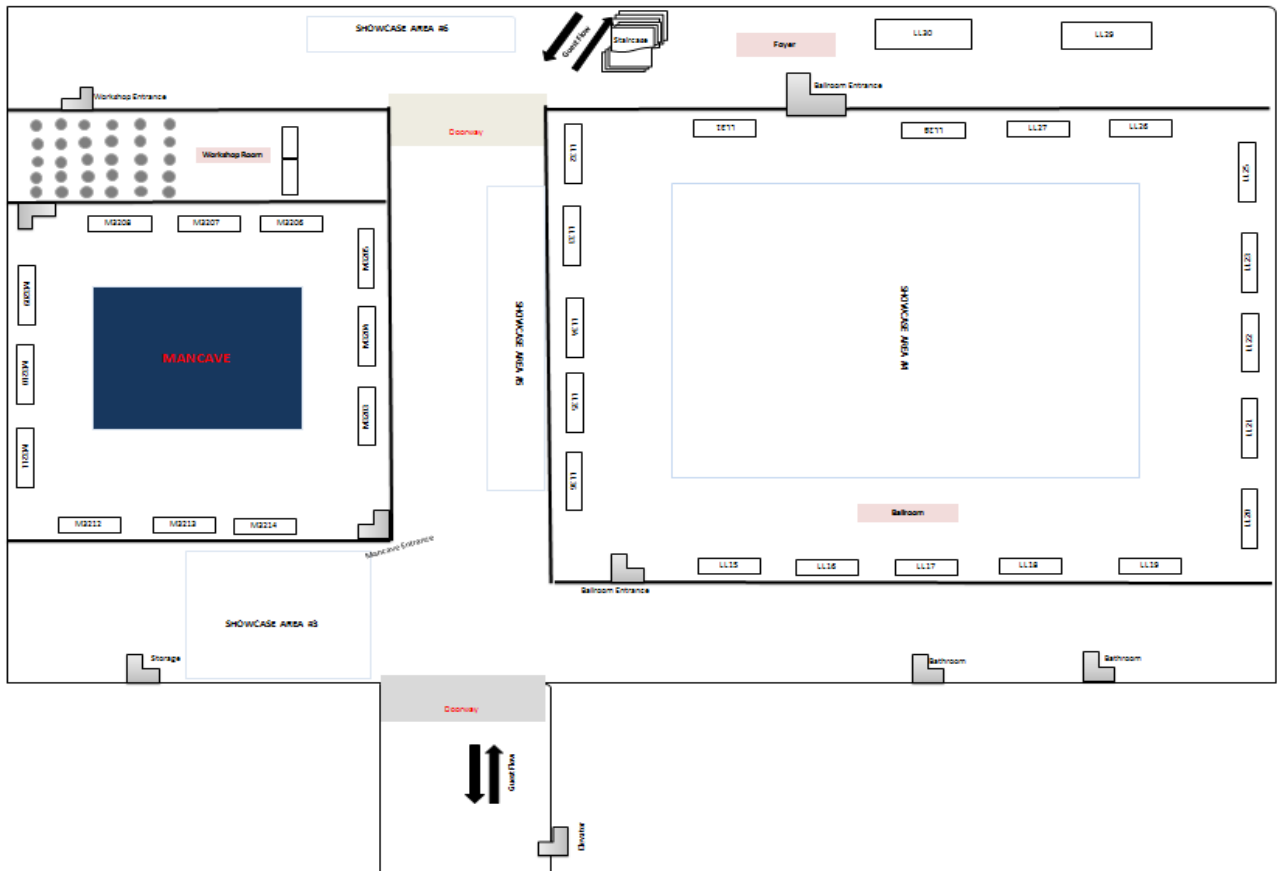 SHOWCASE AREA #6
Guest Flow
Staircase
Foyer
LL30
LL29
Workshop Entrance
Ballroom Entrance
Doorway
Workshop Room
LL31
LL27
LL26
LL32
LL25
M3208
M3207
M3206
LL33
M3205
LL23
M3209
SHOWCASE AREA #5
SHOWCASE AREA #4
LL34
M3204
LL22
MANCAVE
M3210
LL35
M3203
LL21
M3211
LL36
Ballroom
LL20
M3212
M3213
M3214
Mancave Entrance
LL15
LL16
LL17
LL18
LL19
Ballroom Entrance
SHOWCASE AREA #3
Storage
Bathroom
Bathroom
Doorway
Guest Flow
Elevator